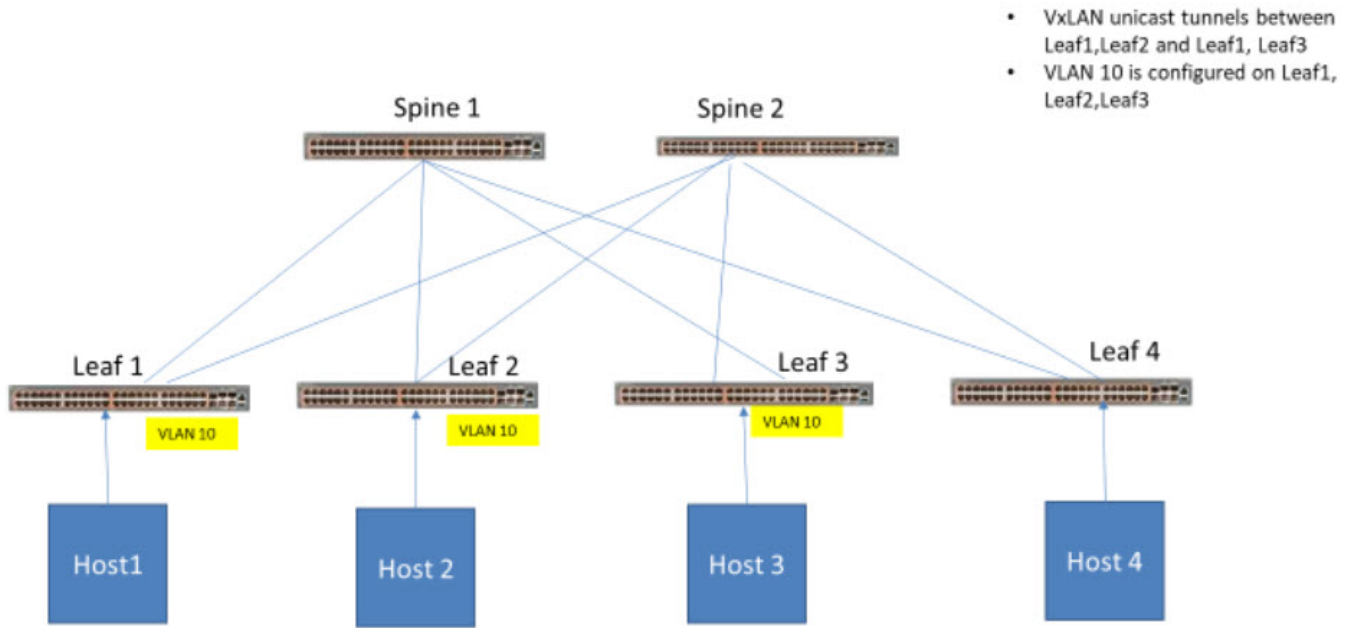 • VxLAN unicast tunnels between
Leaf1,Leaf2 and Leaf1, Leaf3
• VLAN 10 is configured on Leaf1,
Leaf2,Leaf3
Spine 1
Spine 2
Leaf 1
Leaf 2
Leaf 3
Leaf 4
VLAN 10
VLAN 10
VLAN 10
Host1
Host 2
Host 3
Host 4